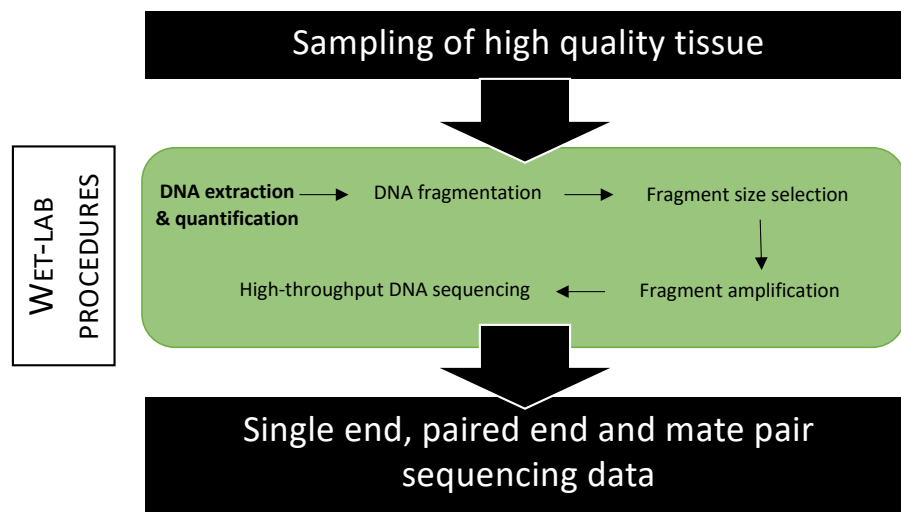 Sampling of high quality tissue
WET-LAB
PROCEDURES
DNA extraction
& quantification
DNA fragmentation
Fragment size selection
Fragment amplification
High-throughput DNA sequencing
Single end, paired end and mate pair
sequencing data